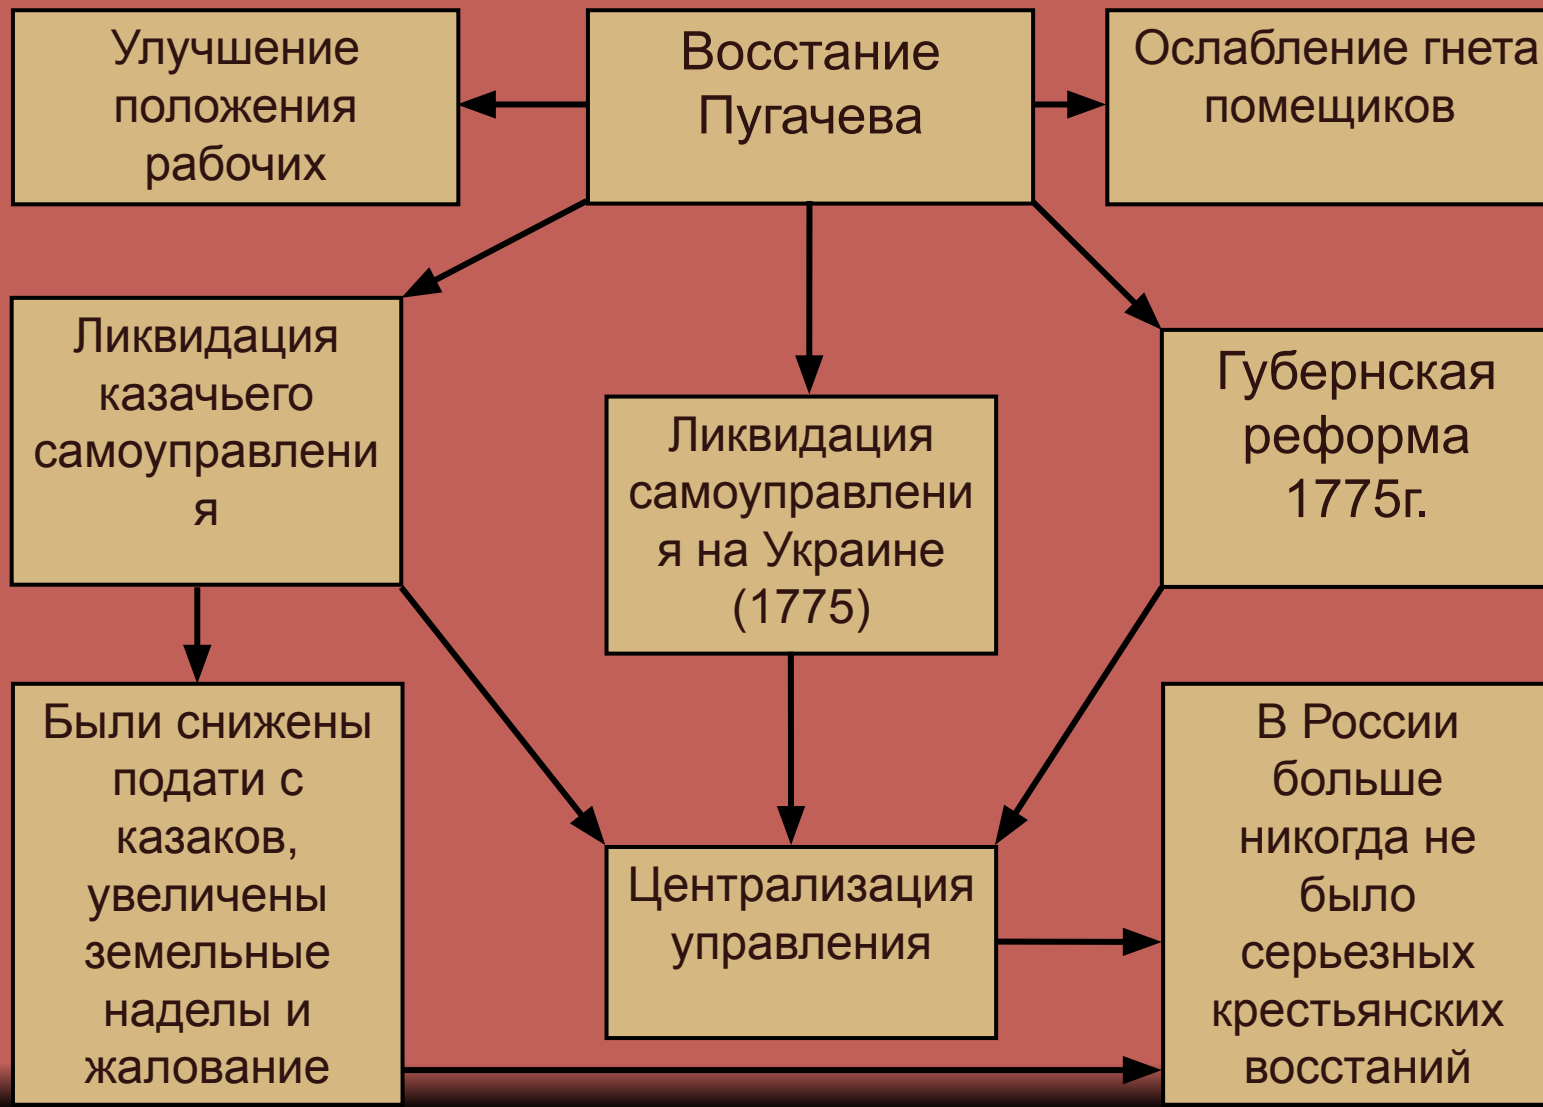 Улучшение
положения
рабочих
Восстание
Пугачева
Ослабление гнета
помещиков
Ликвидация
казачьего
самоуправлени
я
Ликвидация
самоуправлени
я на Украине
(1775)
Губернская
реформа
1775г.
Были снижены
подати с
казаков,
увеличены
земельные
наделы и
жалование
Централизация
управления
В России
больше
никогда не
было
серьезных
крестьянских
восстаний